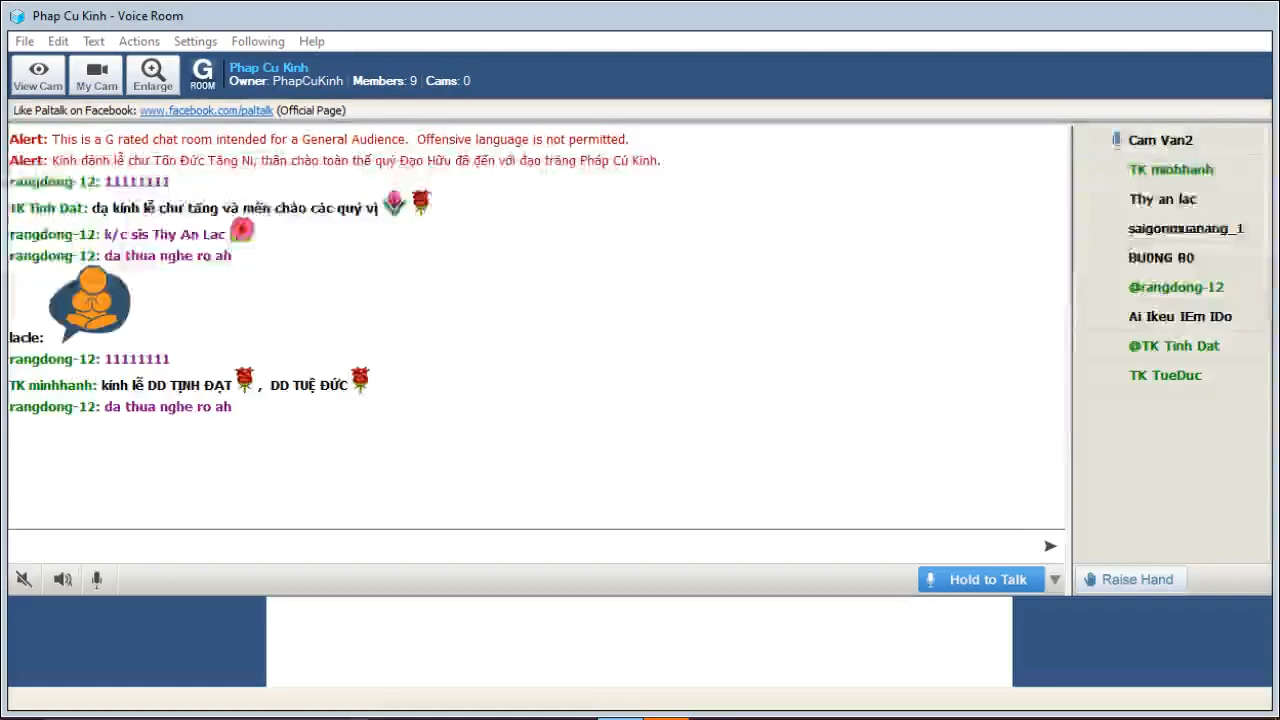 Phap Cu Kinh - Voice Room
File Edit Text Actions Settings Following Help
View Cam My Cam Enlarge G ROOM
Phap Cu Kinh
Owner: PhapCuKinh Members: 9 Cams: 0
Like Paltalk on Facebook: www.facebook.com/paltalk (Official Page)
Alert: This is a G rated chat room intended for a General Audience. Offensive language is not permitted.
Alert: Kính đảnh lễ chư Tôn Đức Tăng Ni, thân chào toàn thể quý Đạo Hữu đã đến với đạo tràng Pháp Cú Kinh.
rangdong-12: 11111111
TK Tinh Dat: dạ kính lễ chư tăng và mến chào các quý vị
rangdong-12: k/c sis Thy An Lac
rangdong-12: da thua nghe ro ah
lacle:
rangdong-12: 11111111
TK minhhanh: kính lễ DD TỊNH ĐẠT , DD TUỆ ĐỨC
rangdong-12: da thua nghe ro ah
Cam Van2
TK minhhanh
Thy an lac
BU0NG
@rangdong-12
Ai Ikeu IEm IDo
@TK Tinh Dat
TK TueDuc
Hold to Talk
Raise Hand